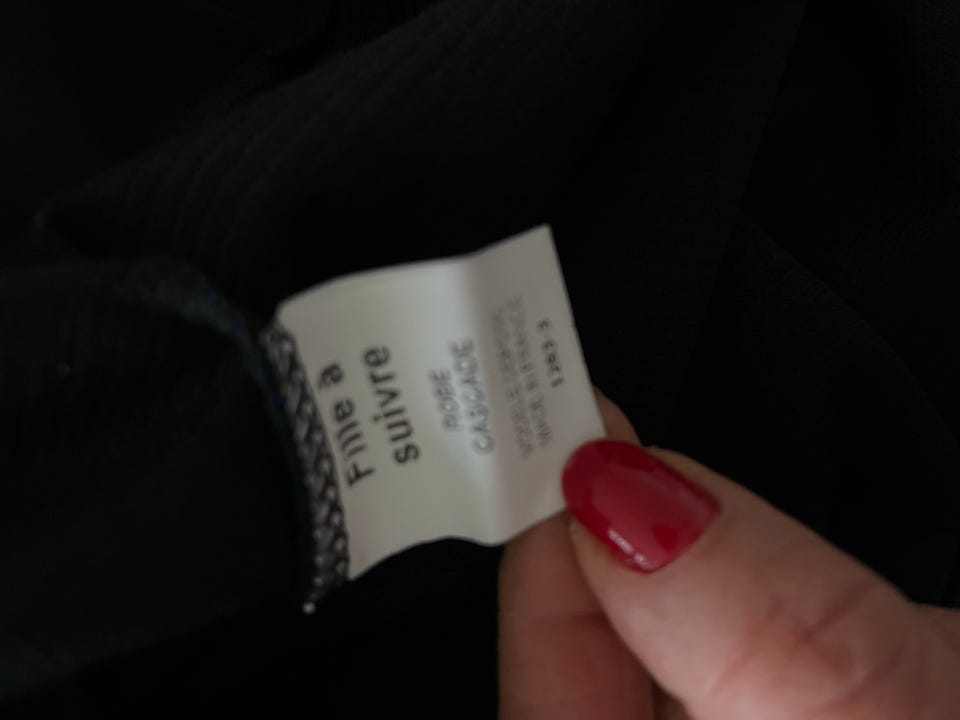 Fille à
suivre
ROBE
CASCADE
MADE IN FRANCE